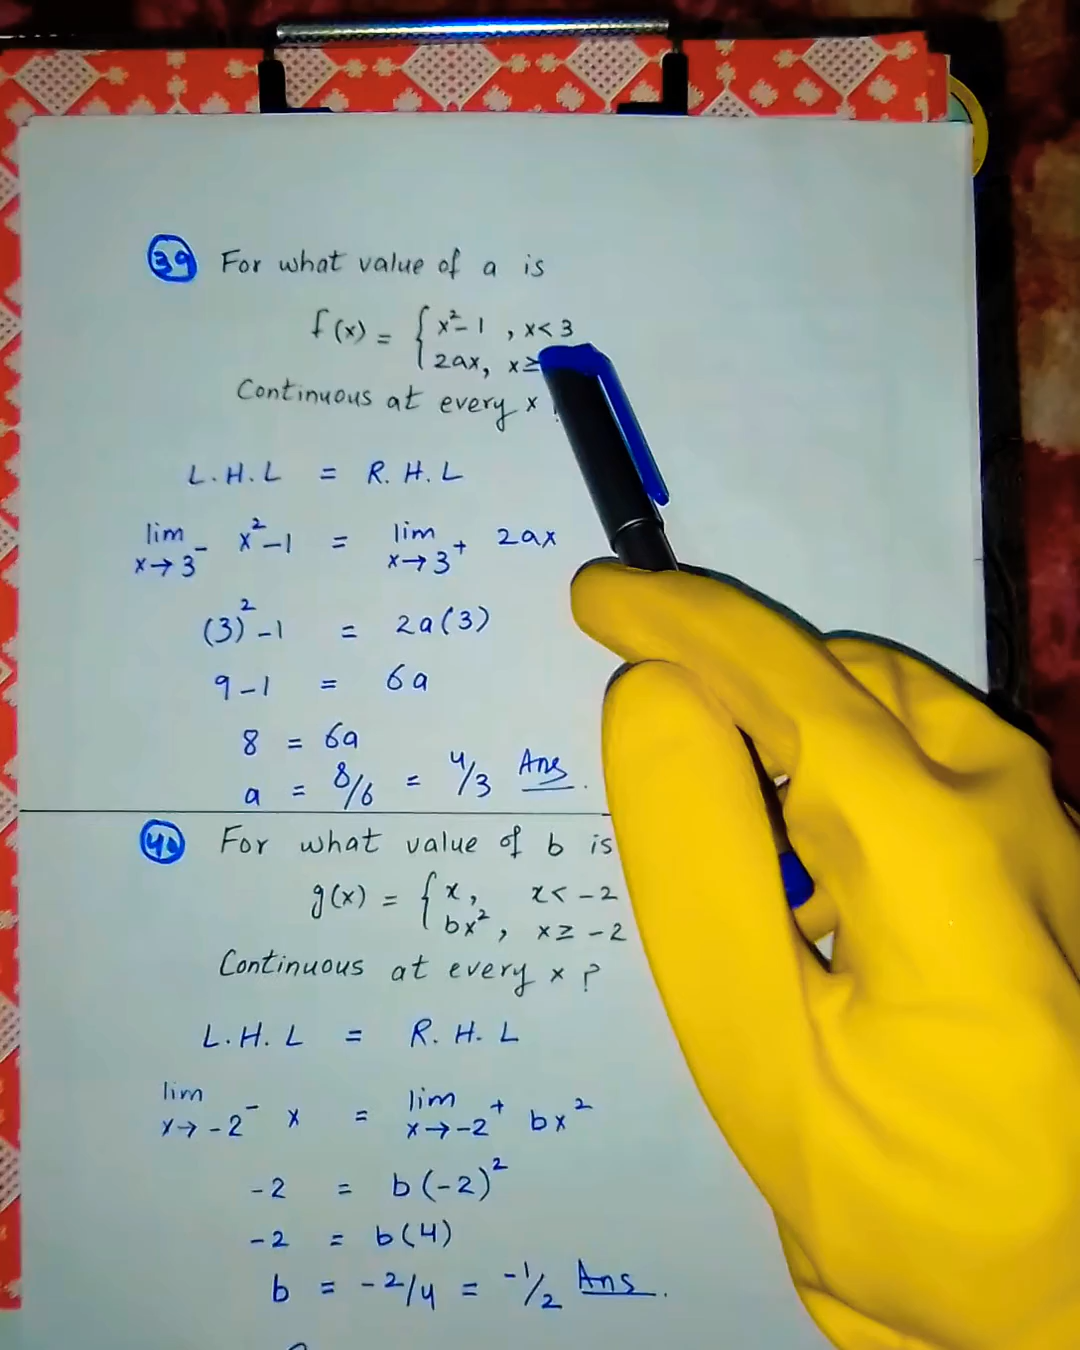 39 For what value of a is
f(x) = { x²-1 , x < 3
2ax, x ≥
Continuous at every x
L.H.L = R.H.L
lim x→3⁻ x²-1 = lim x→3⁺ 2ax
(3)²-1 = 2a(3)
9-1 = 6a
8 = 6a
a = 8/6 = 4/3 Ans.
40 For what value of b is
g(x) = { x, x < -2
bx², x ≥ -2
Continuous at every x ?
L.H.L = R.H.L
lim x→-2⁻ x = lim x→-2⁺ bx²
-2 = b(-2)²
-2 = b(4)
b = -2/4 = -1/2 Ans.